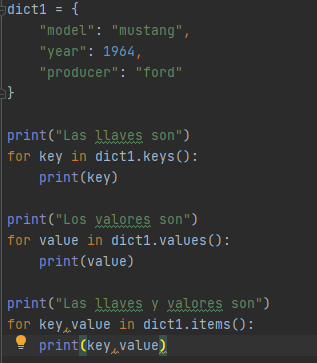 dict1 = {
    "model": "mustang",
    "year": 1964,
    "producer": "ford"
}
print("Las llaves son")
for key in dict1.keys():
    print(key)
print("Los valores son")
for value in dict1.values():
    print(value)
print("Las llaves y valores son")
for key,value in dict1.items():
    print(key,value)